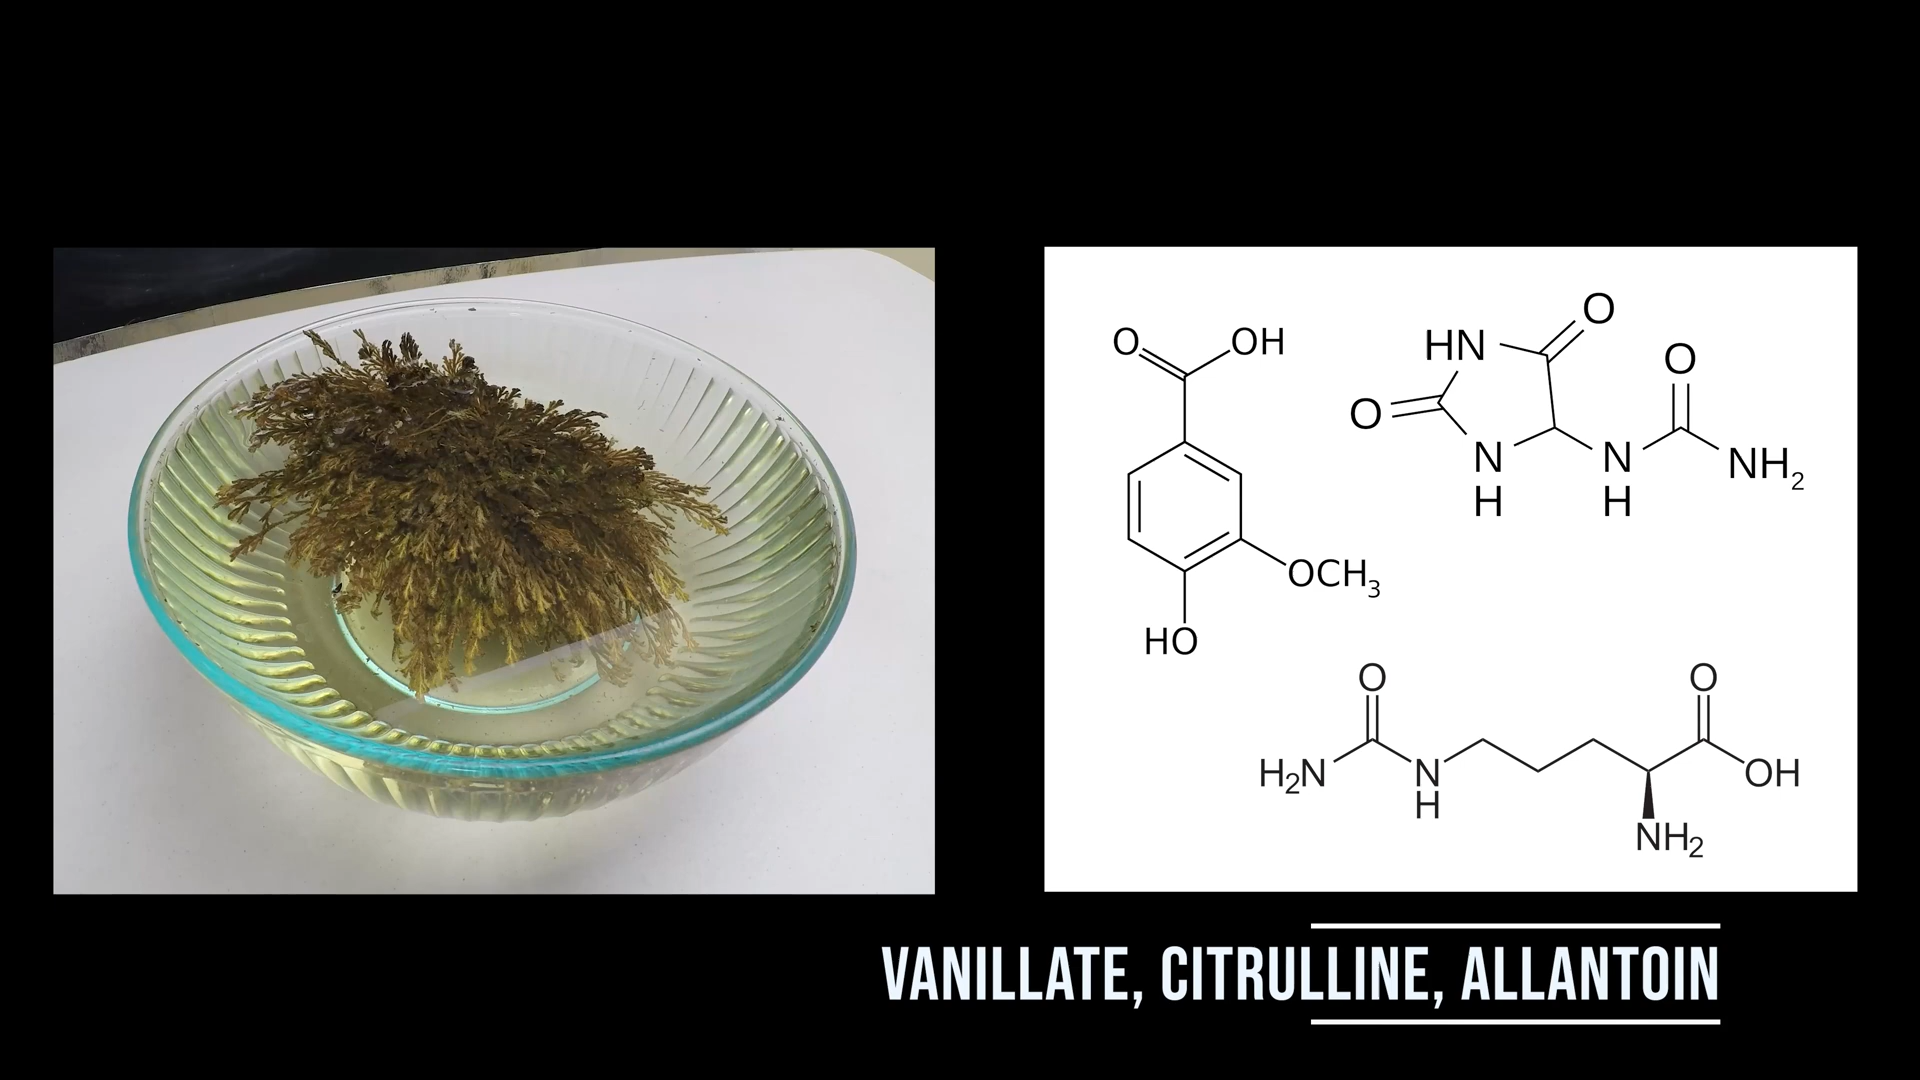 O
O
OH
HN
O
O
N
H
N
H
NH2
OCH3
HO
O
O
H2N
N
H
OH
NH2
VANILLATE, CITRULLINE, ALLANTOIN